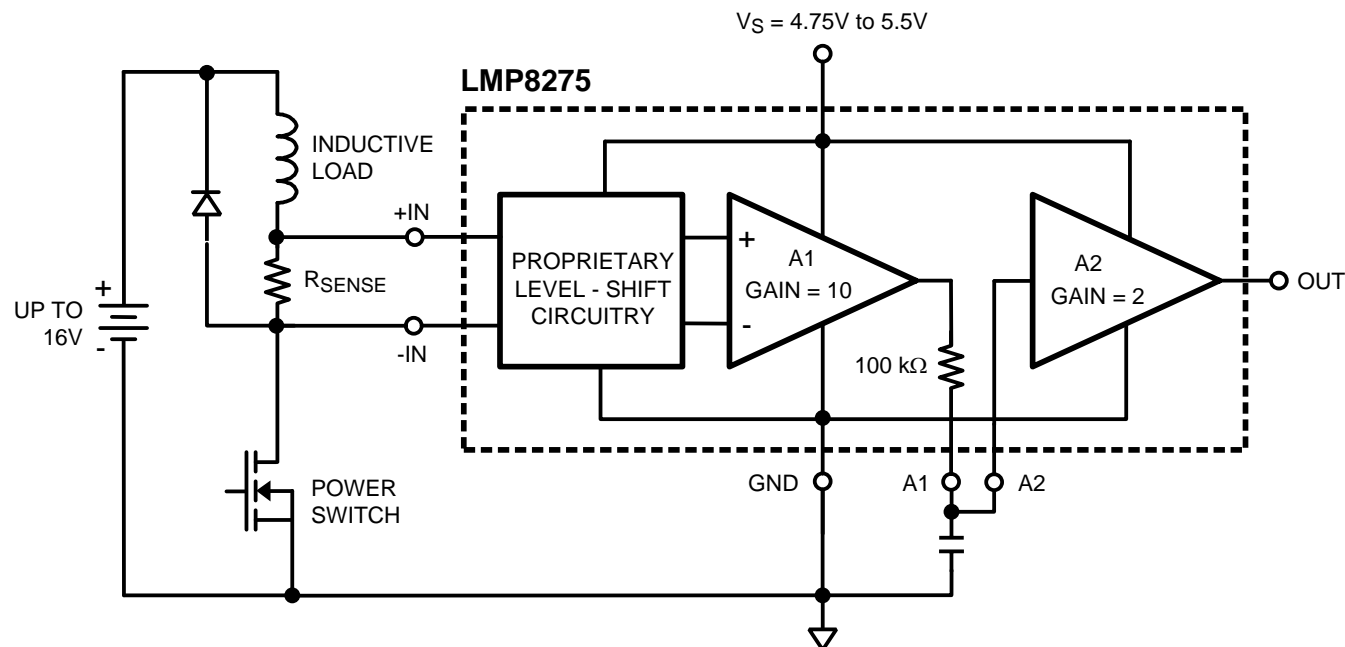 V_S = 4.75V to 5.5V
LMP8275
INDUCTIVE
LOAD
+IN
R_SENSE
-IN
+
UP TO
16V
-
PROPRIETARY
LEVEL - SHIFT
CIRCUITRY
+
-
A1
GAIN = 10
A2
GAIN = 2
OUT
100 kΩ
GND
A1
A2
POWER
SWITCH